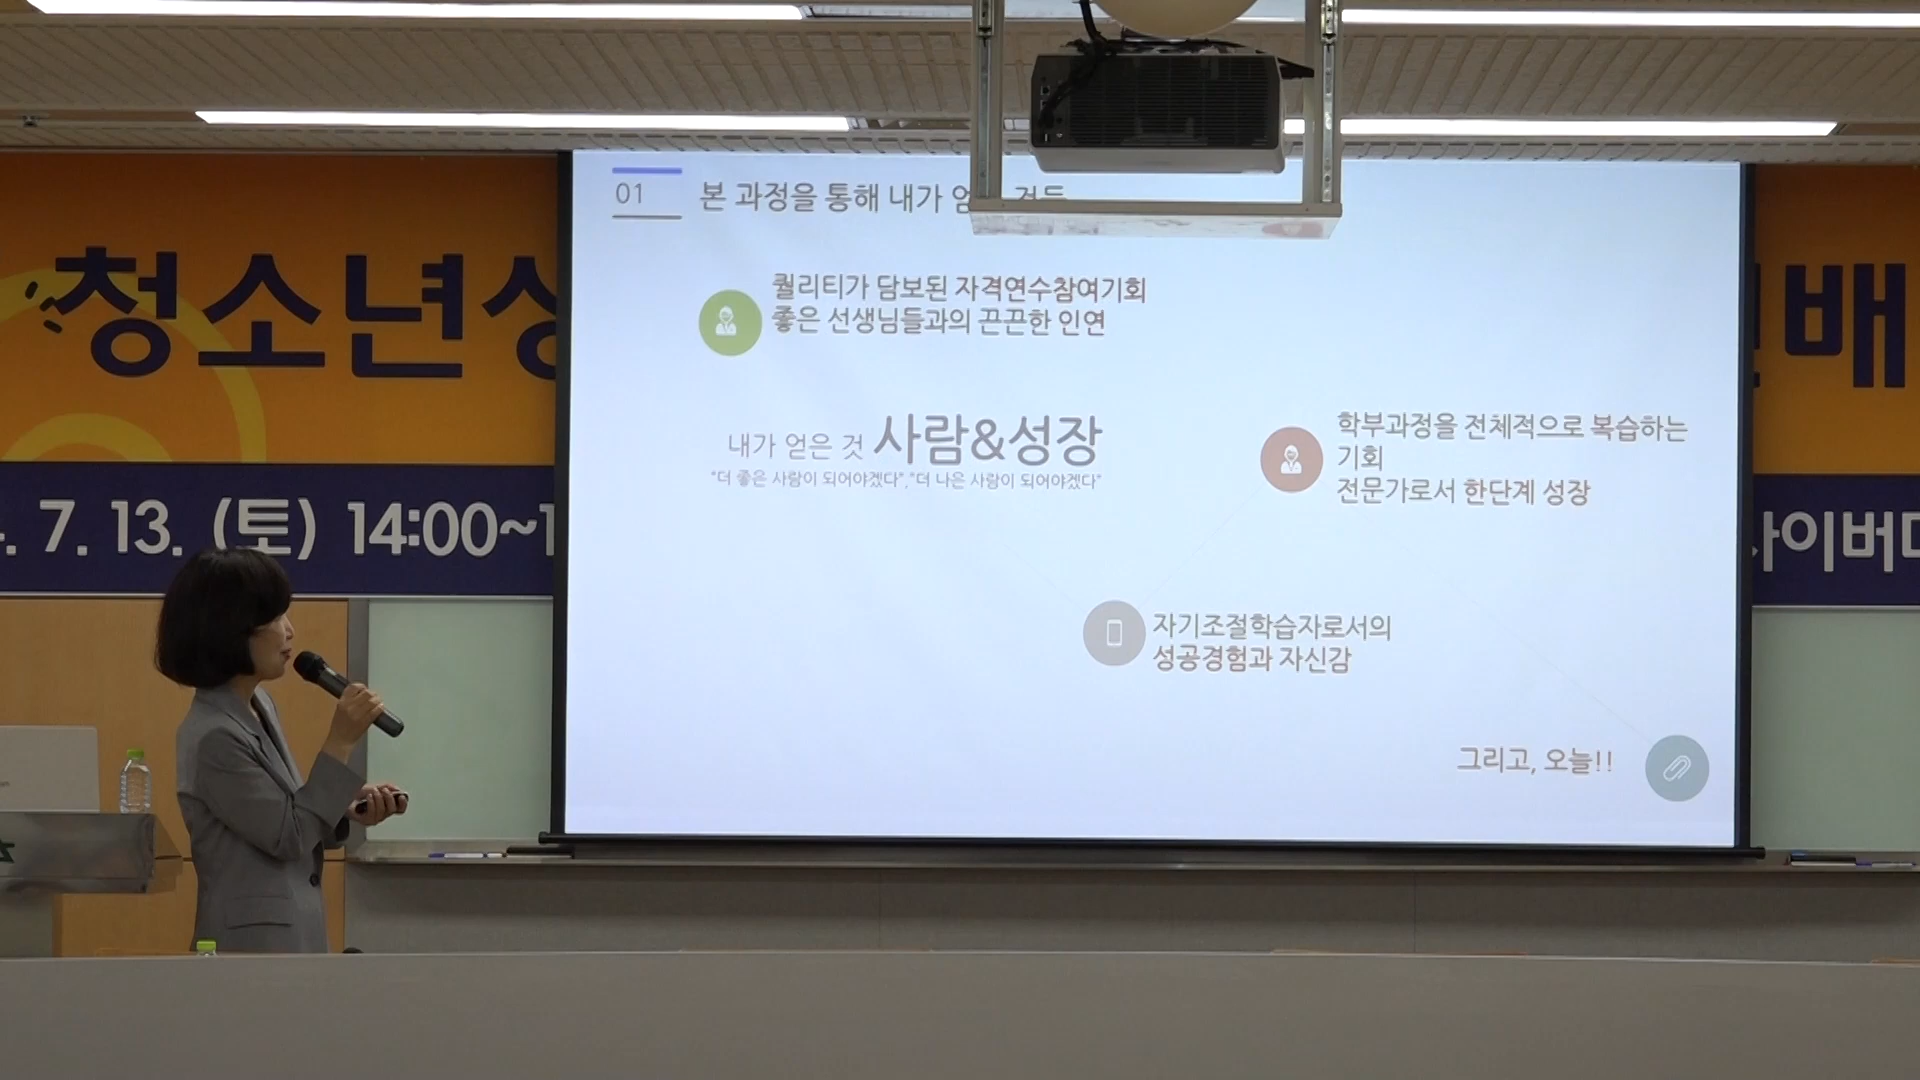 01
본 과정을 통해 내가
청소년
배
퀄리티가 담보된 자격연수참여기회
좋은 선생님들과의 끈끈한 인연
내가 얻은 것 사람&성장
"더 좋은 사람이 되어야겠다", "더 나은 사람이 되어야겠다"
학부과정을 전체적으로 복습하는
기회
전문가로서 한단계 성장
. 7. 13. (토) 14:00~1
사이버
자기조절학습자로서의
성공경험과 자신감
그리고, 오늘!!